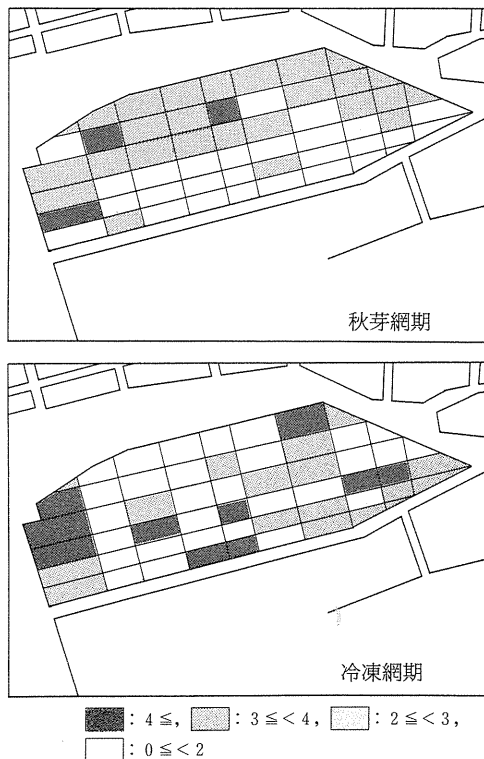 秋芽網期
冷凍網期
: 4 ≦, : 3 ≦ < 4, : 2 ≦ < 3,
: 0 ≦ < 2